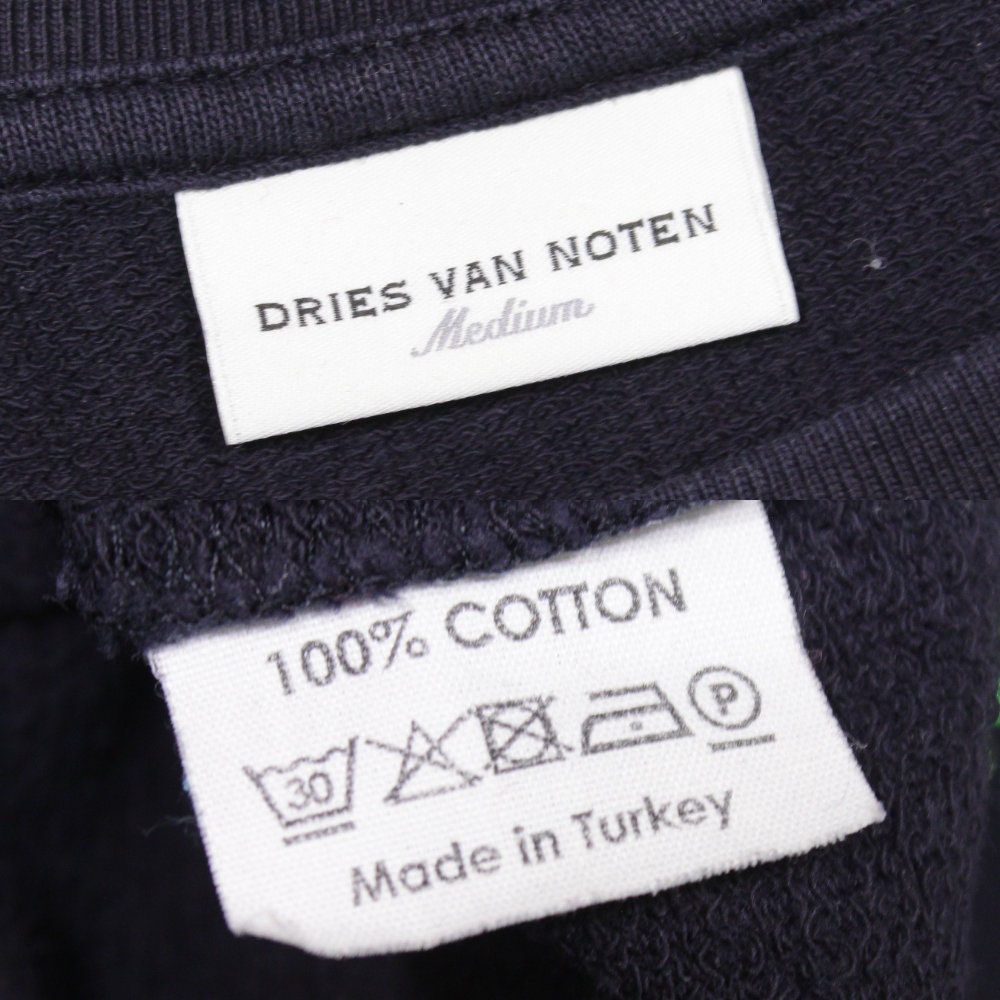 DRIES VAN NOTEN
Medium
100% COTTON
30 P
Made in Turkey